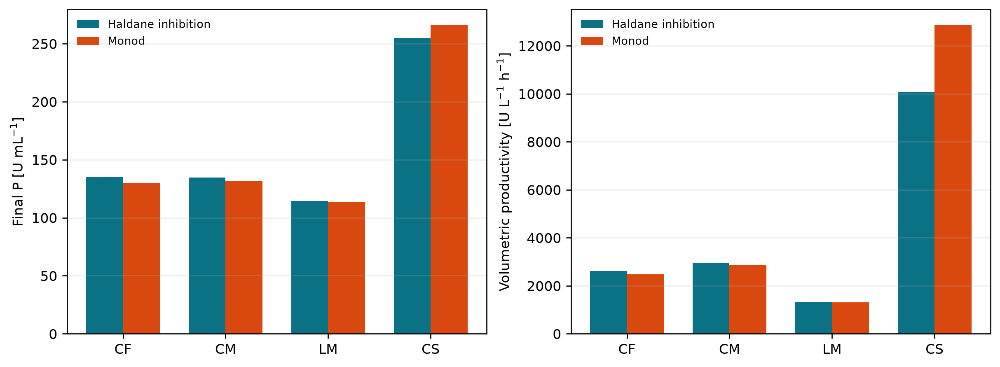 Final P [U mL⁻¹]
250
200
150
100
50
0
Haldane inhibition
Monod
CF CM LM CS
Volumetric productivity [U L⁻¹ h⁻¹]
12000
10000
8000
6000
4000
2000
0
Haldane inhibition
Monod
CF CM LM CS